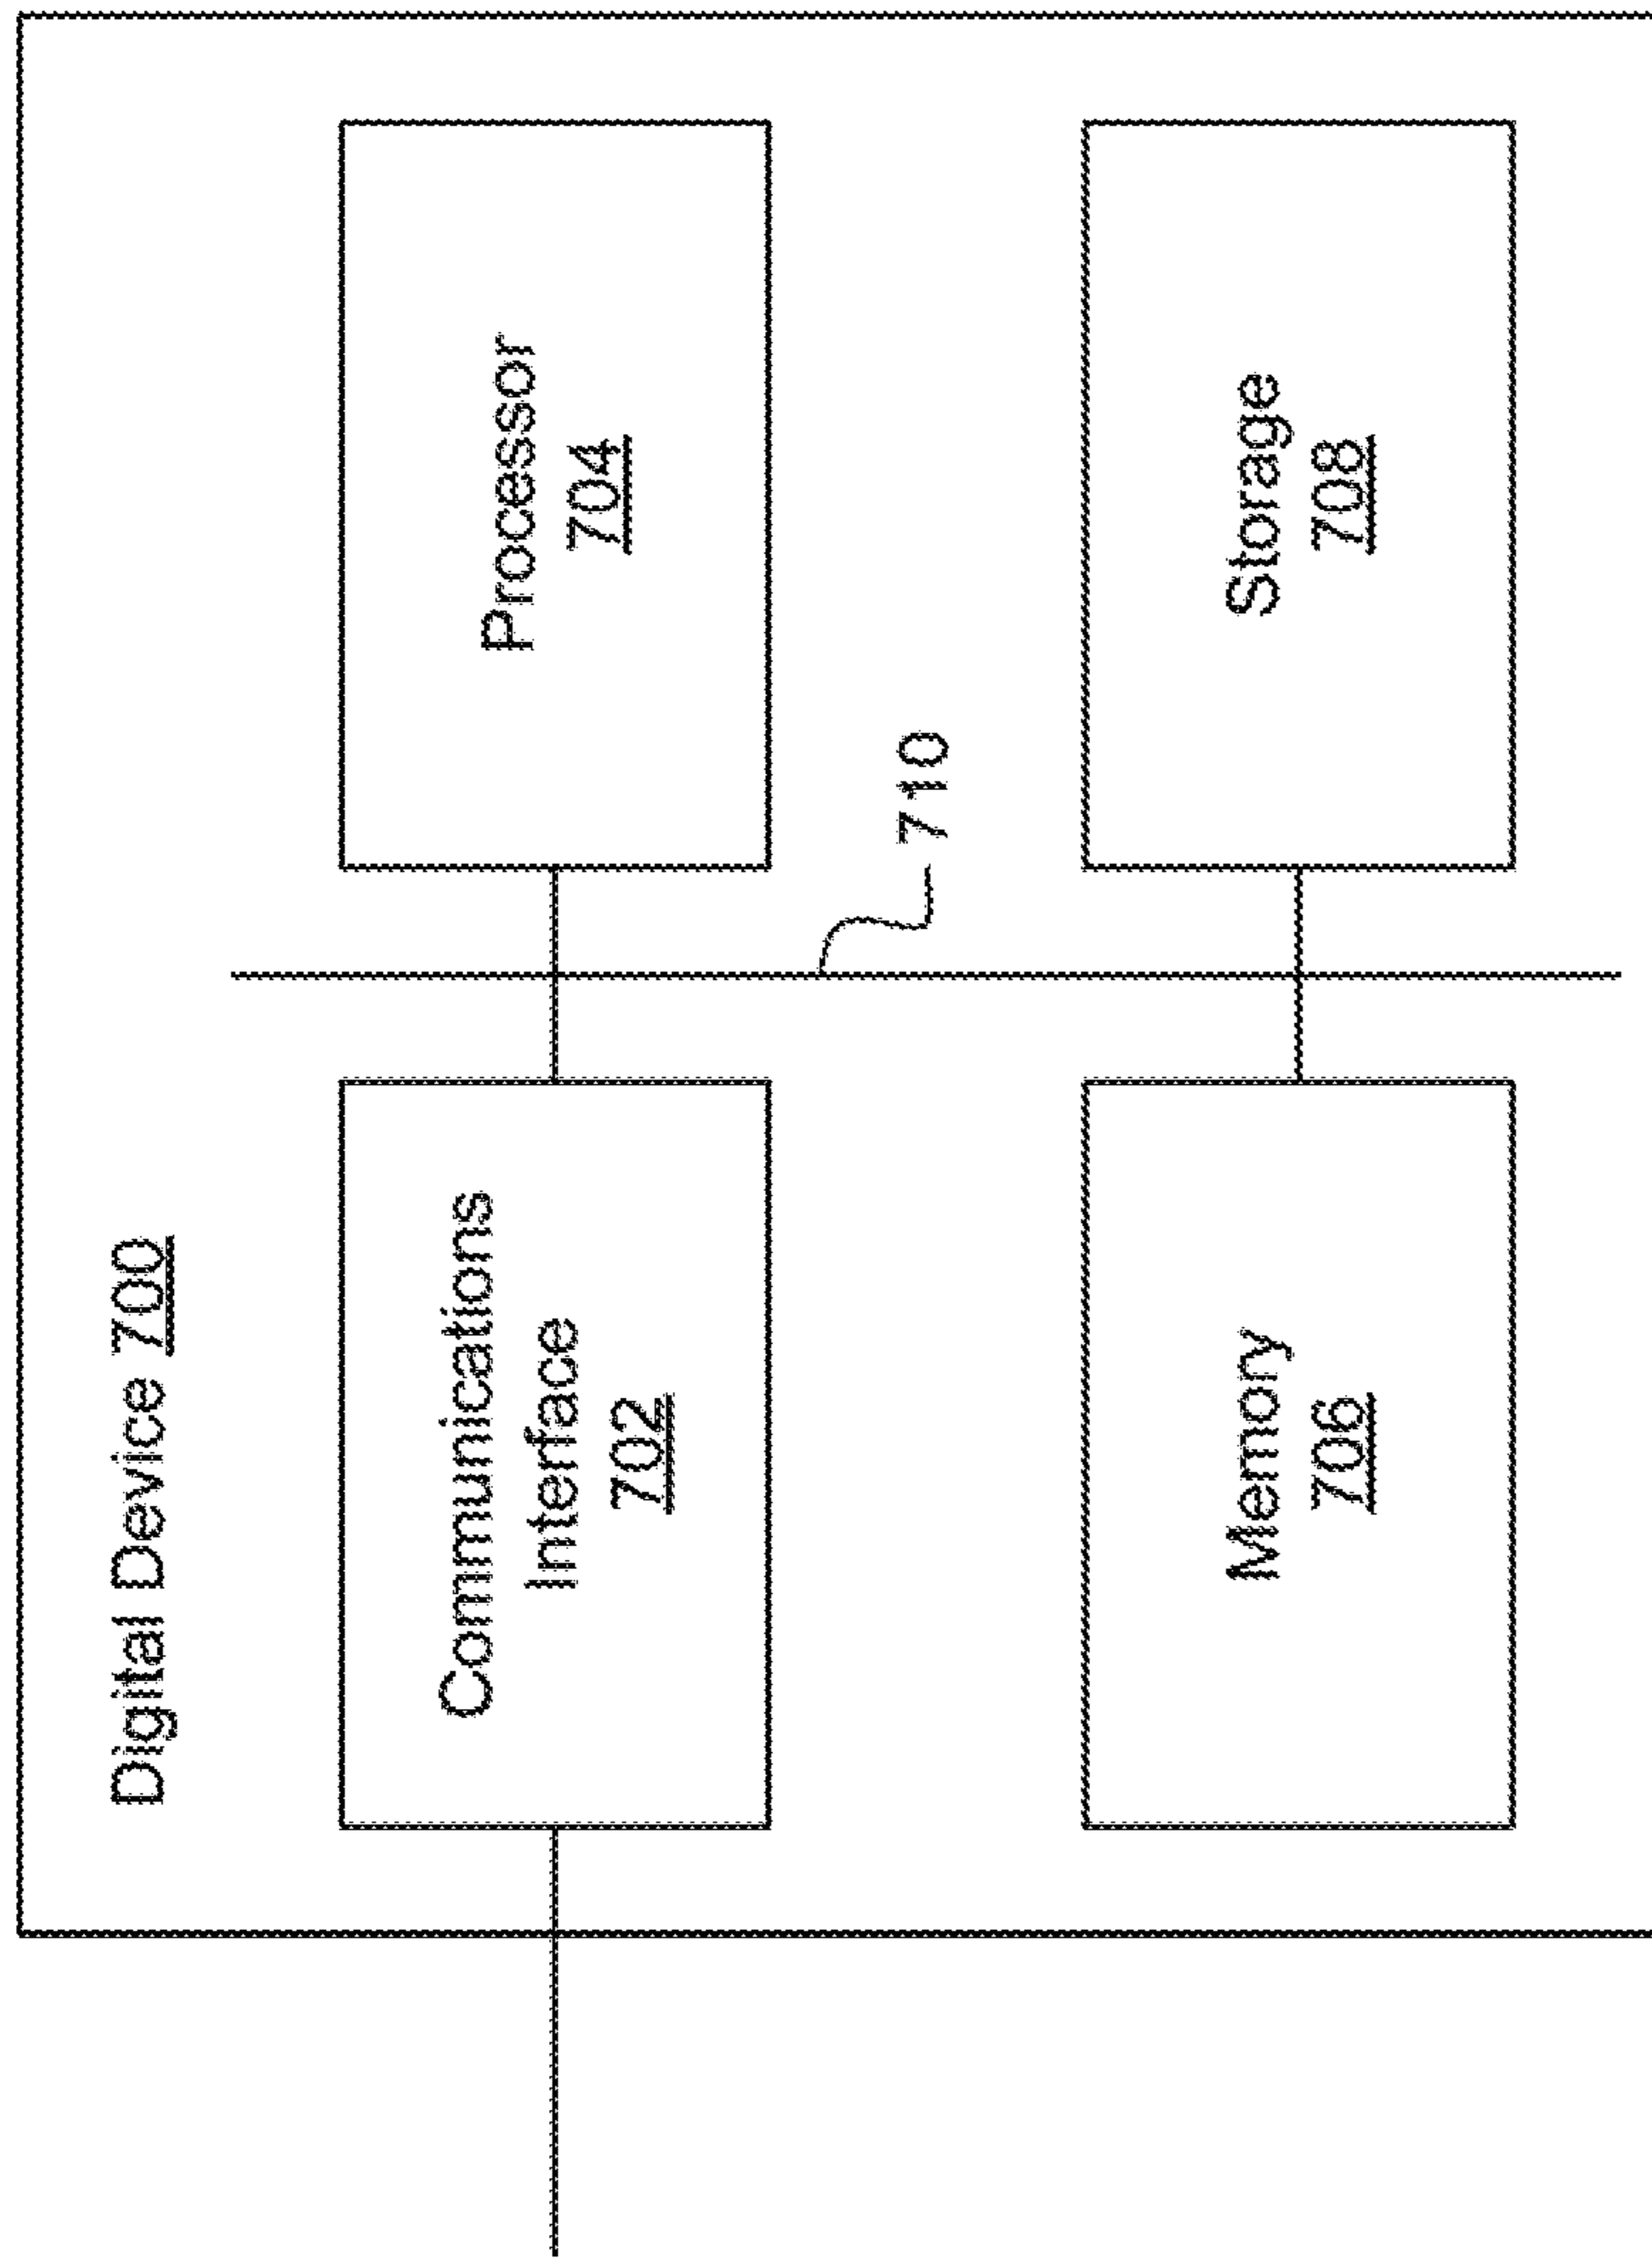 Digital Device 700
Communications
Interface
702
Processor
704
710
Memory
706
Storage
708